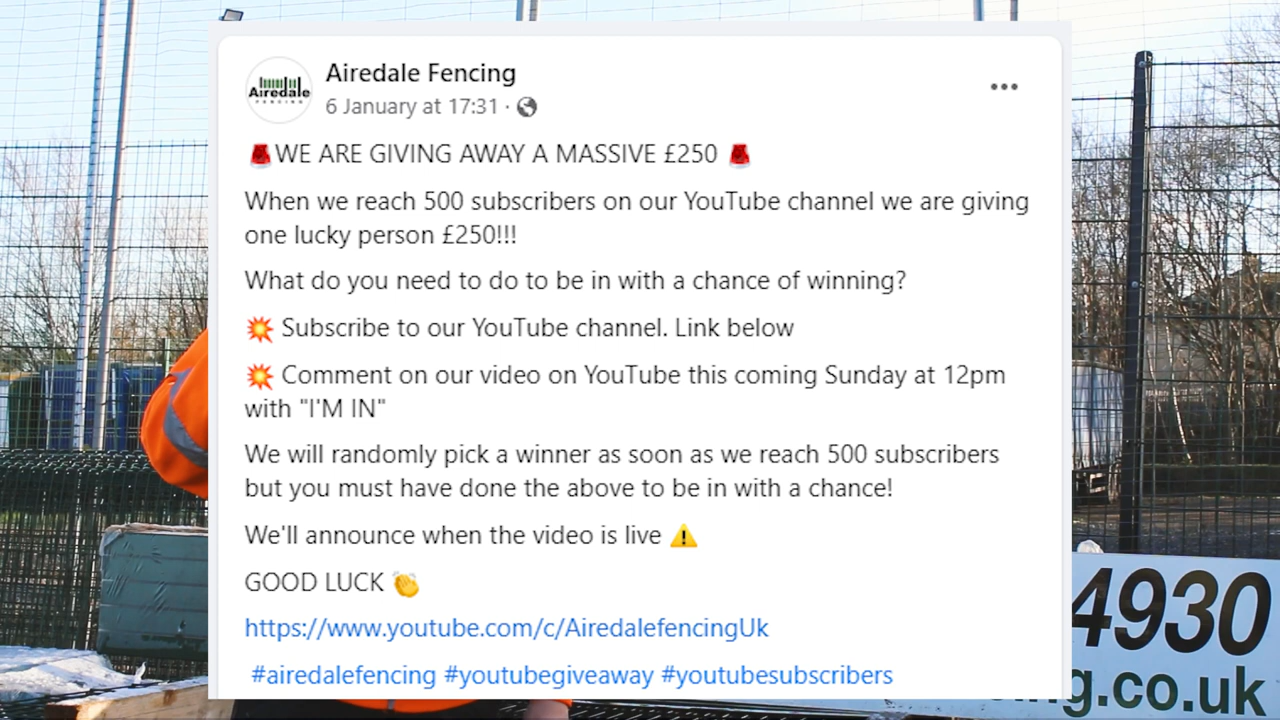 Airedale Fencing
Airedale
FENCING
6 January at 17:31 ·
WE ARE GIVING AWAY A MASSIVE £250
When we reach 500 subscribers on our YouTube channel we are giving
one lucky person £250!!!
What do you need to do to be in with a chance of winning?
Subscribe to our YouTube channel. Link below
Comment on our video on YouTube this coming Sunday at 12pm
with "I'M IN"
We will randomly pick a winner as soon as we reach 500 subscribers
but you must have done the above to be in with a chance!
We'll announce when the video is live
GOOD LUCK
https://www.youtube.com/c/AiredalefencingUk
#airedalefencing #youtubegiveaway #youtubesubscribers
4930
ng.co.uk